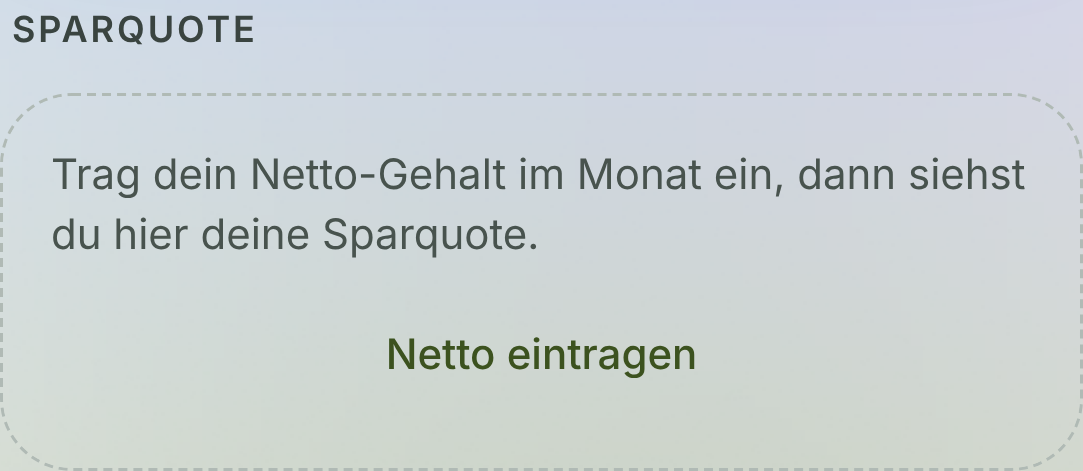 SPARQUOTE
Trag dein Netto-Gehalt im Monat ein, dann siehst
du hier deine Sparquote.
Netto eintragen